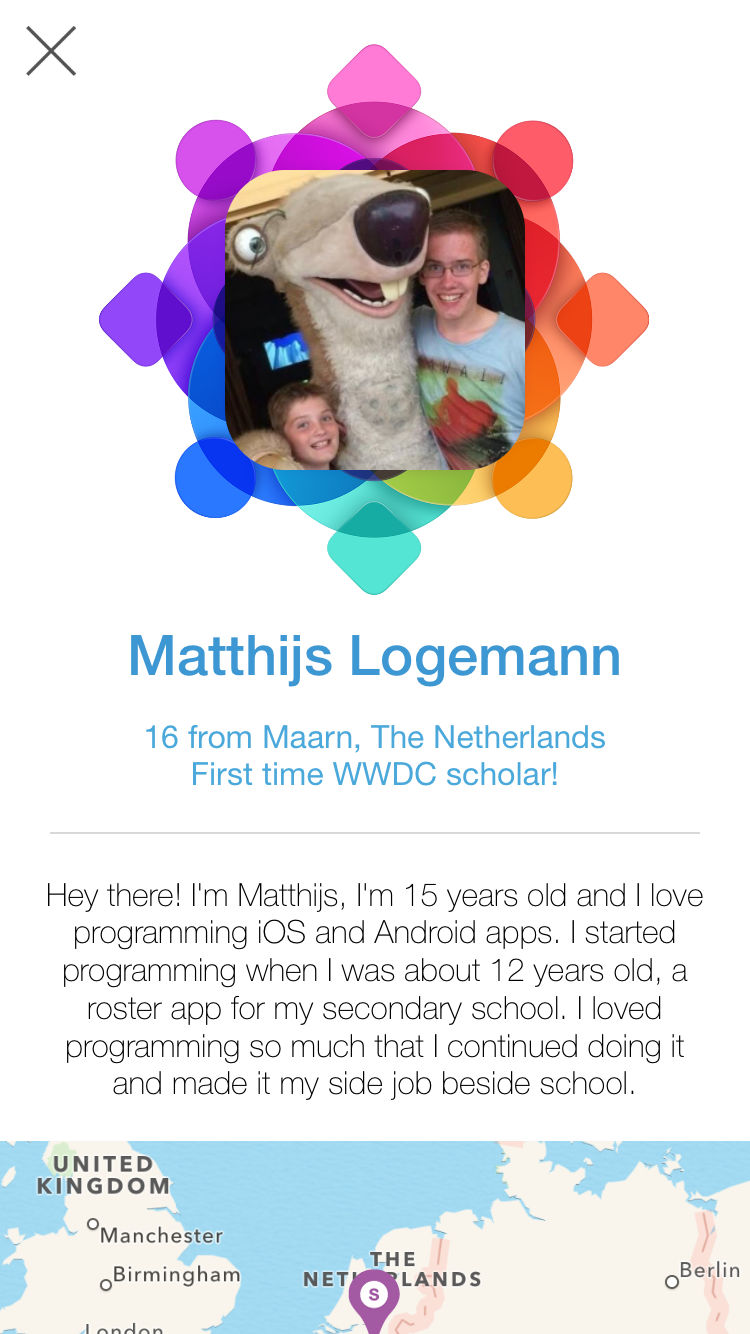 Matthijs Logemann
16 from Maarn, The Netherlands
First time WWDC scholar!
Hey there! I'm Matthijs, I'm 15 years old and I love
programming iOS and Android apps. I started
programming when I was about 12 years old, a
roster app for my secondary school. I loved
programming so much that I continued doing it
and made it my side job beside school.
UNITED
KINGDOM
Manchester
Birmingham
London
THE
NETHERLANDS
S
Berlin